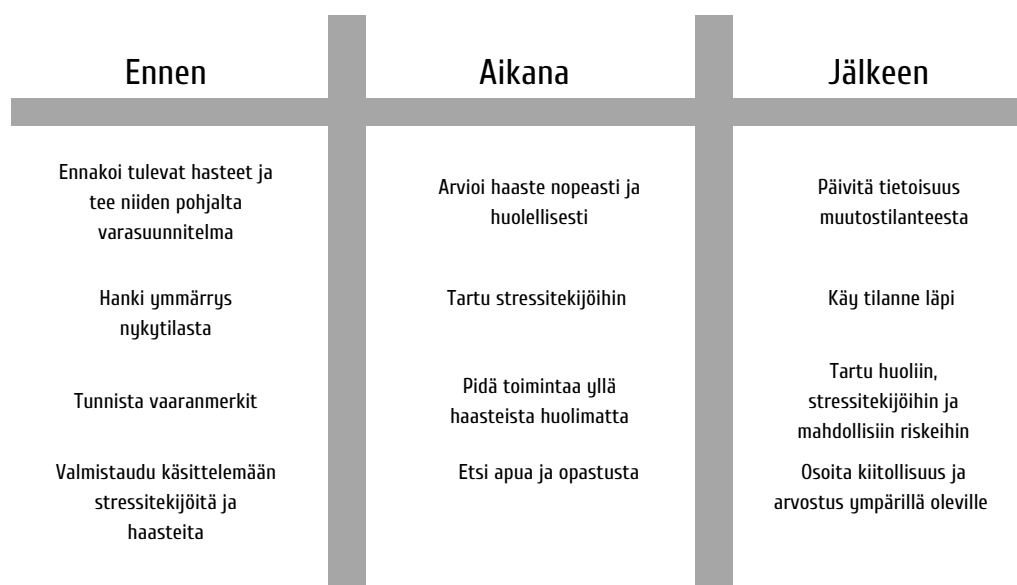 Ennen
Aikana
Jälkeen
Ennakoi tulevat hasteet ja
tee niiden pohjalta
varasuunnitelma
Arvioi haaste nopeasti ja
huolellisesti
Päivitä tietoisuus
muutostilanteesta
Hanki ymmärrys
nykytilasta
Tartu stressitekijöihin
Käy tilanne läpi
Tunnista vaaranmerkit
Pidä toimintaa yllä
haasteista huolimatta
Tartu huoliin,
stressitekijöihin ja
mahdollisiin riskeihin
Valmistaudu käsittelemään
stressitekijöitä ja
haasteita
Etsi apua ja opastusta
Osoita kiitollisuus ja
arvostus ympärillä oleville